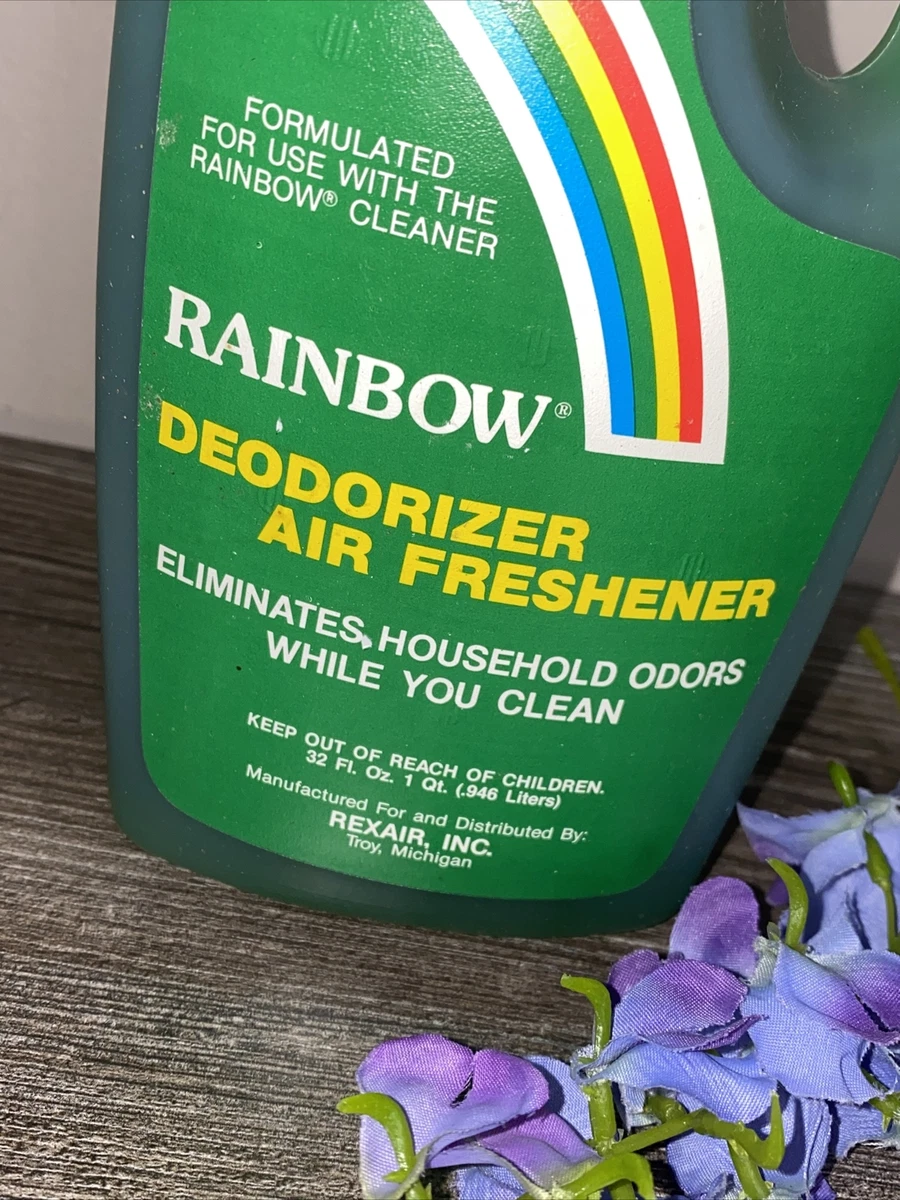 FORMULATED
FOR USE WITH THE
RAINBOW® CLEANER
RAINBOW®
DEODORIZER
AIR FRESHENER
ELIMINATES HOUSEHOLD ODORS
WHILE YOU CLEAN
KEEP OUT OF REACH OF CHILDREN.
32 Fl. Oz. 1 Qt. (.946 Liters)
Manufactured For and Distributed By:
REXAIR, INC.
Troy, Michigan